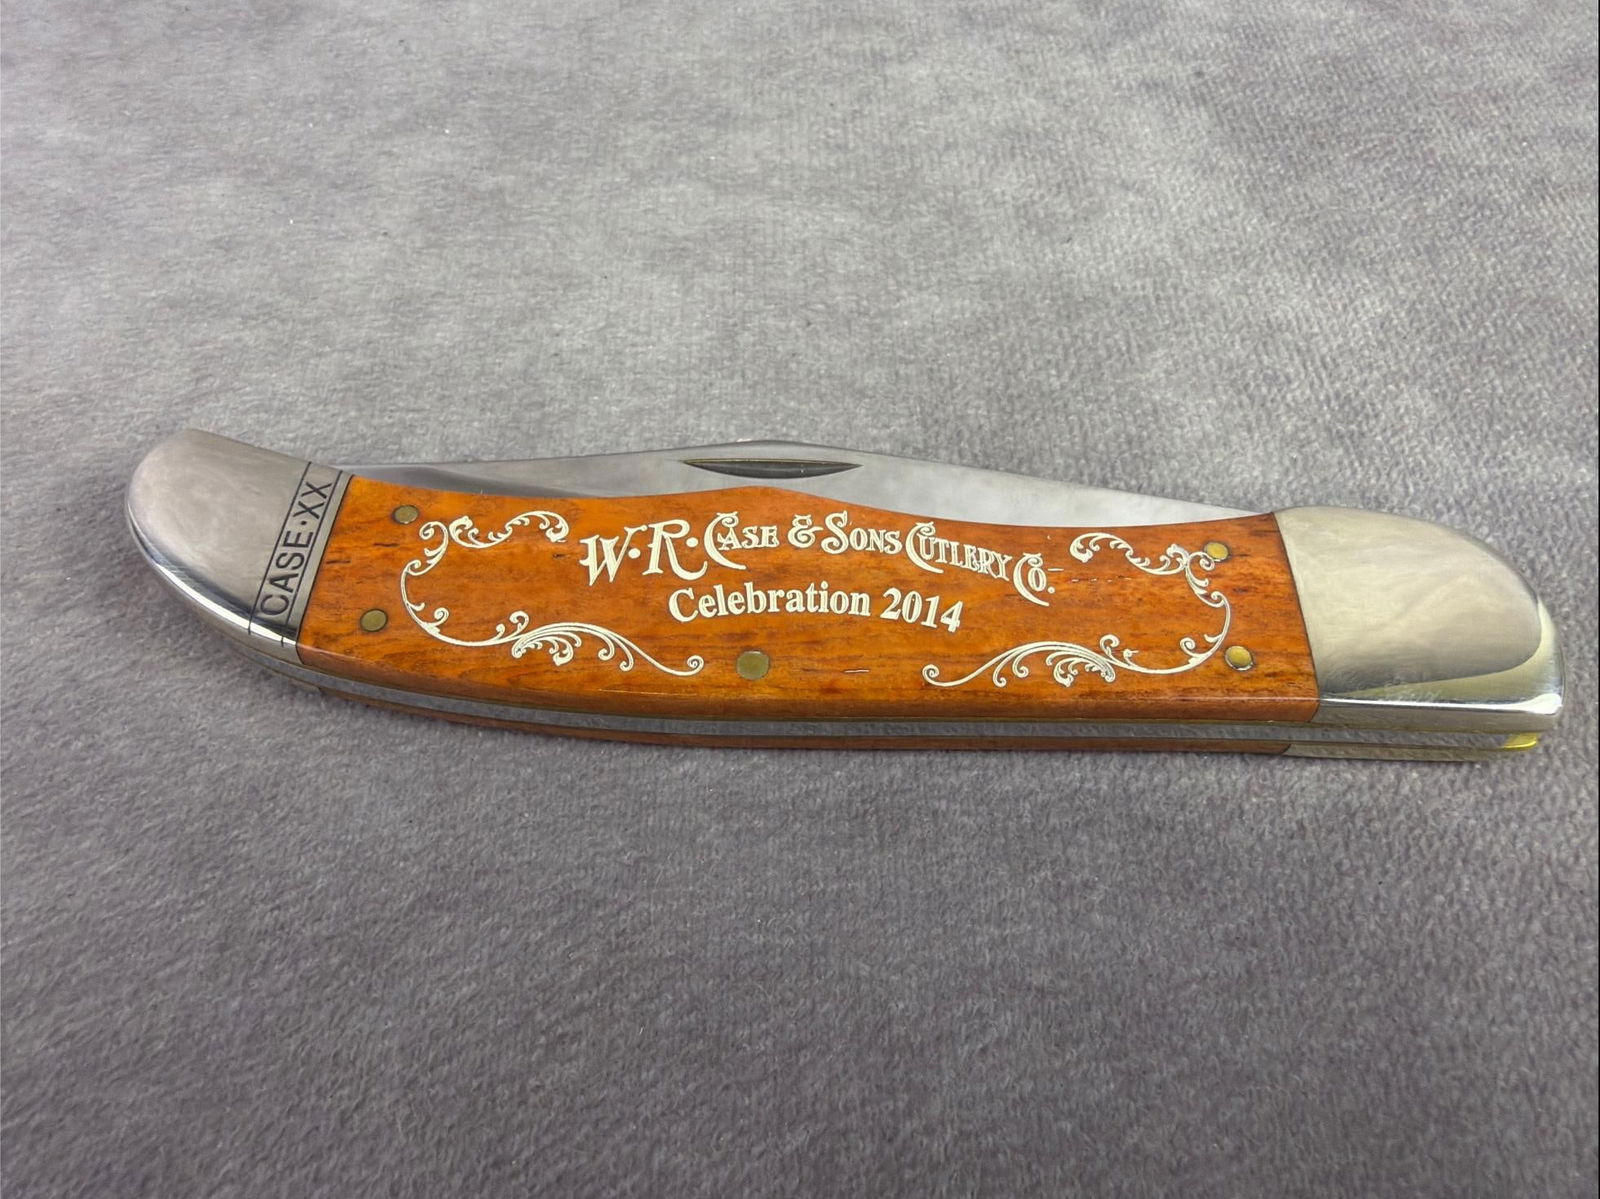 CASE·XX
W·R·CASE & SONS CUTLERY CO.
Celebration 2014